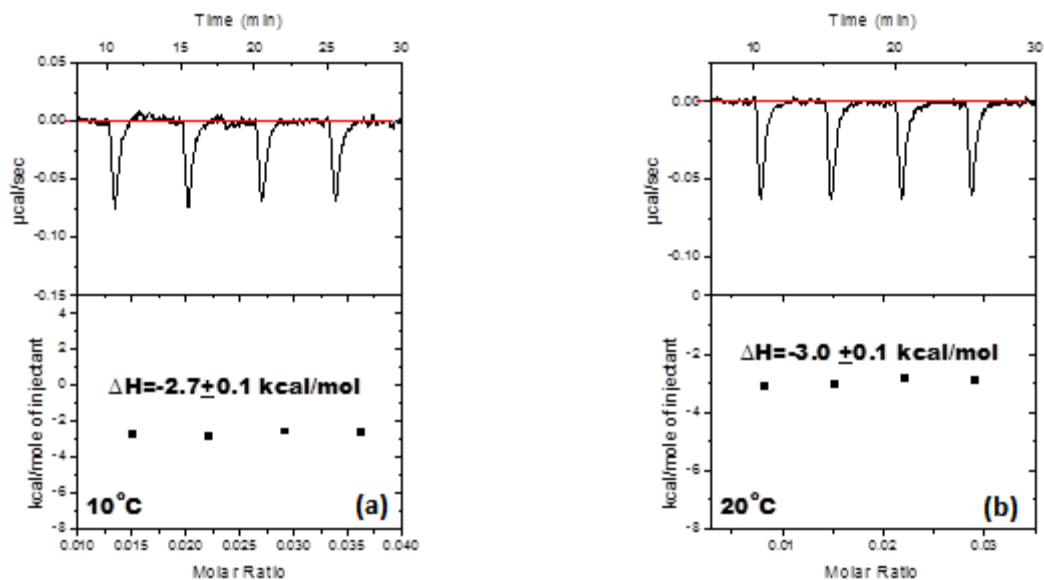 Time (min)
10 15 20 25 30
0.05
0.00
-0.05
-0.10
-0.15
µcal/sec
4
2
0
-2
-4
-6
-8
kcal/mole of injectant
ΔH=-2.7±0.1 kcal/mol
10°C (a)
0.010 0.015 0.020 0.025 0.030 0.035 0.040
Molar Ratio
Time (min)
10 15 20 25 30
0.00
-0.05
-0.10
µcal/sec
0
-2
-4
-6
-8
kcal/mole of injectant
ΔH=-3.0 ±0.1 kcal/mol
20°C (b)
0.01 0.02 0.03
Molar Ratio